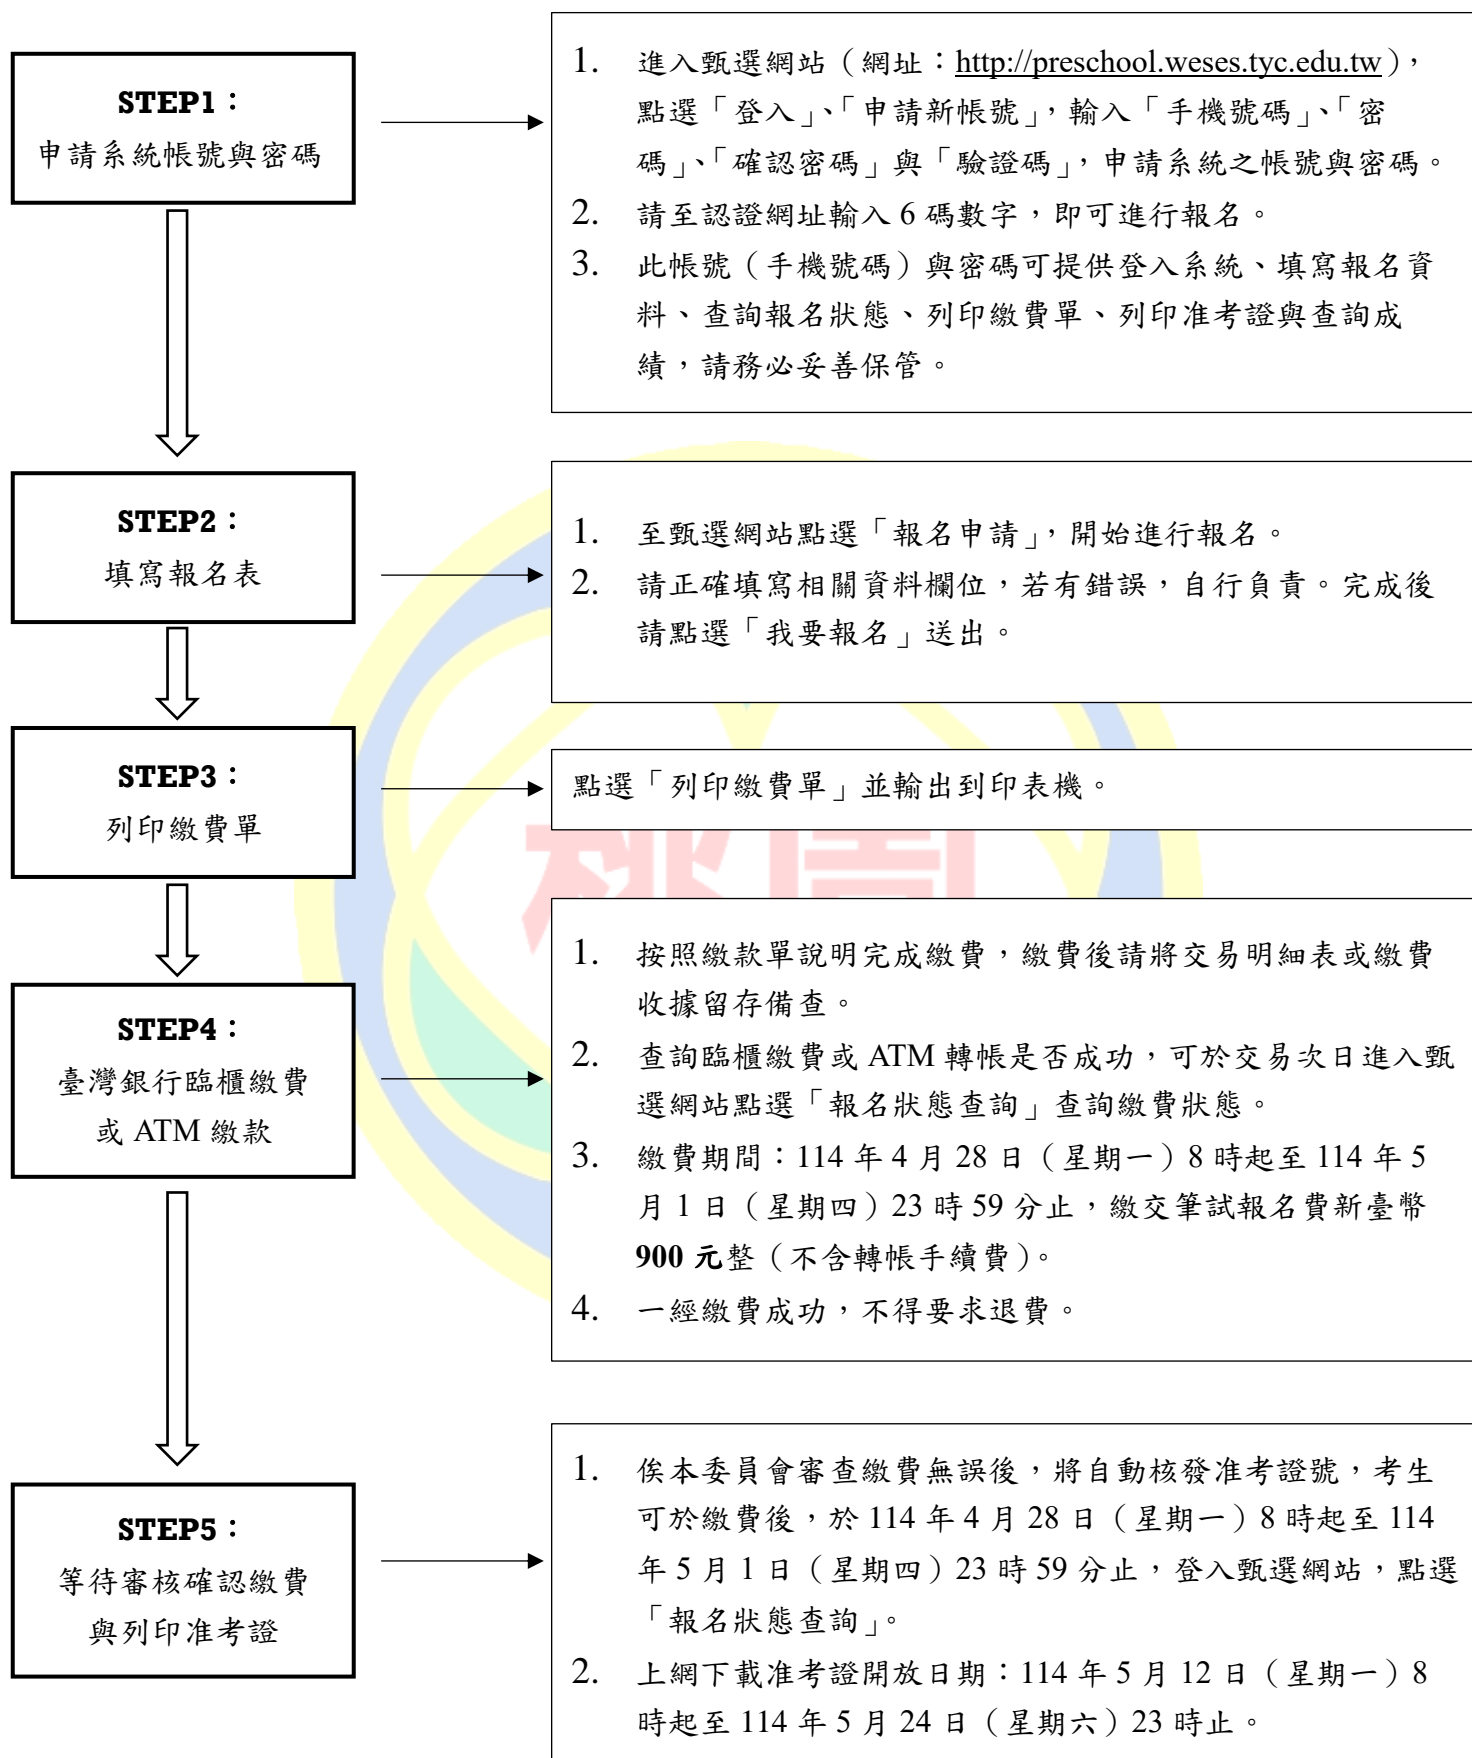 STEP1：
申請系統帳號與密碼
1. 進入甄選網站（網址：http://preschool.weses.tyc.edu.tw），
點選「登入」、「申請新帳號」，輸入「手機號碼」、「密
碼」、「確認密碼」與「驗證碼」，申請系統之帳號與密碼。
2. 請至認證網址輸入 6 碼數字，即可進行報名。
3. 此帳號（手機號碼）與密碼可提供登入系統、填寫報名資
料、查詢報名狀態、列印繳費單、列印准考證與查詢成
績，請務必妥善保管。
STEP2：
填寫報名表
1. 至甄選網站點選「報名申請」，開始進行報名。
2. 請正確填寫相關資料欄位，若有錯誤，自行負責。完成後
請點選「我要報名」送出。
STEP3：
列印繳費單
點選「列印繳費單」並輸出到印表機。
桃園
STEP4：
臺灣銀行臨櫃繳費
或 ATM 繳款
1. 按照繳款單說明完成繳費，繳費後請將交易明細表或繳費
收據留存備查。
2. 查詢臨櫃繳費或 ATM 轉帳是否成功，可於交易次日進入甄
選網站點選「報名狀態查詢」查詢繳費狀態。
3. 繳費期間：114 年 4 月 28 日（星期一）8 時起至 114 年 5
月 1 日（星期四）23 時 59 分止，繳交筆試報名費新臺幣
900 元整（不含轉帳手續費）。
4. 一經繳費成功，不得要求退費。
STEP5：
等待審核確認繳費
與列印准考證
1. 俟本委員會審查繳費無誤後，將自動核發准考證號，考生
可於繳費後，於 114 年 4 月 28 日（星期一）8 時起至 114
年 5 月 1 日（星期四）23 時 59 分止，登入甄選網站，點選
「報名狀態查詢」。
2. 上網下載准考證開放日期：114 年 5 月 12 日（星期一）8
時起至 114 年 5 月 24 日（星期六）23 時止。